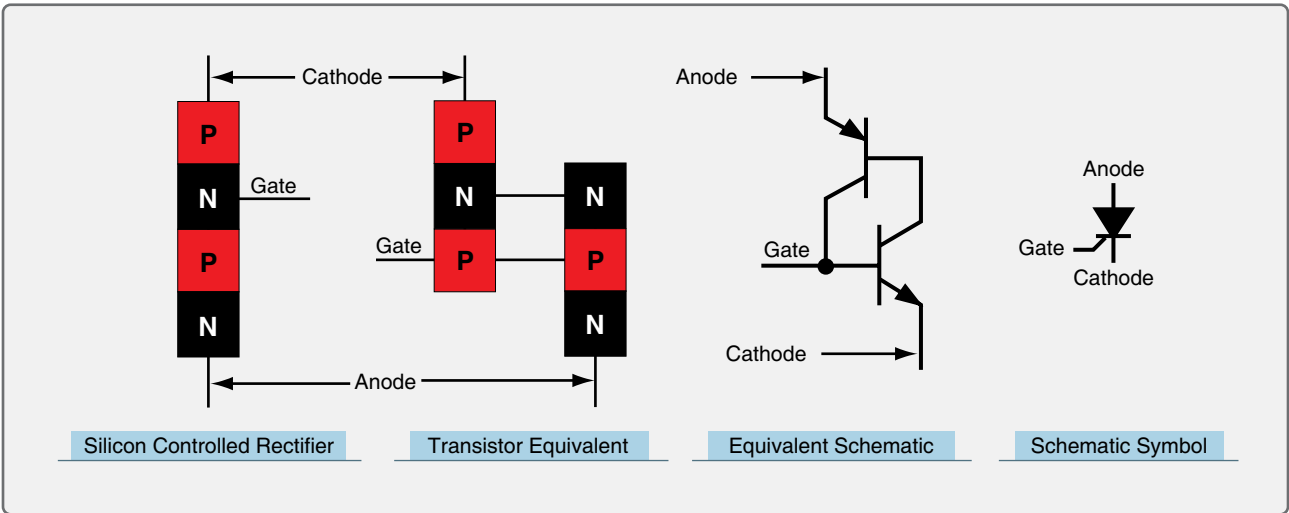 Cathode
P
N
Gate
P
N
P
N
N
Gate
P
P
N
Anode
Anode
Gate
Cathode
Anode
Gate
Cathode
Silicon Controlled Rectifier
Transistor Equivalent
Equivalent Schematic
Schematic Symbol